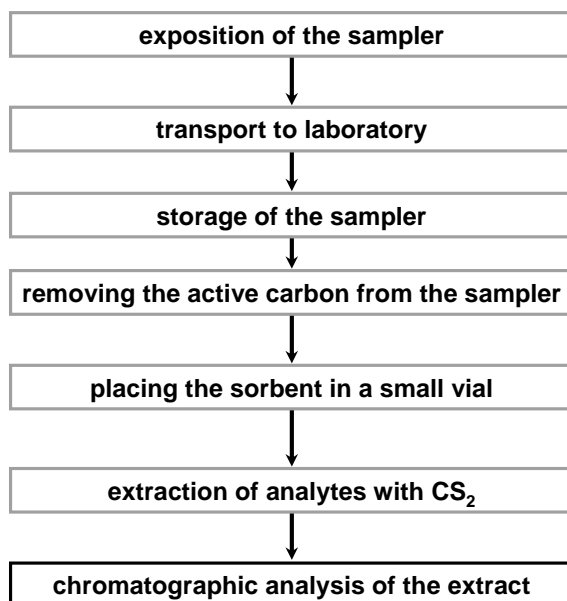 exposition of the sampler
transport to laboratory
storage of the sampler
removing the active carbon from the sampler
placing the sorbent in a small vial
extraction of analytes with CS₂
chromatographic analysis of the extract